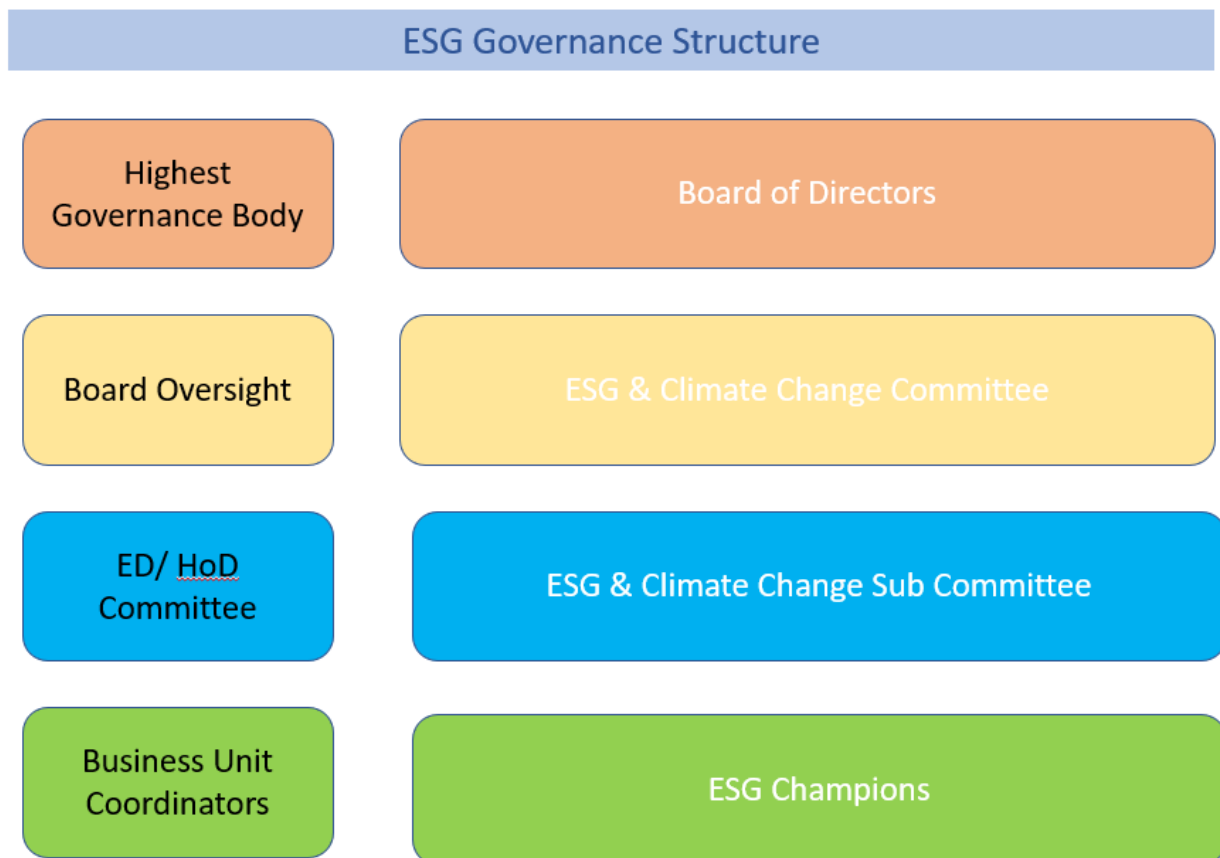 ESG Governance Structure
Highest
Governance Body
Board of Directors
Board Oversight
ESG & Climate Change Committee
ED/ HoD
Committee
ESG & Climate Change Sub Committee
Business Unit
Coordinators
ESG Champions